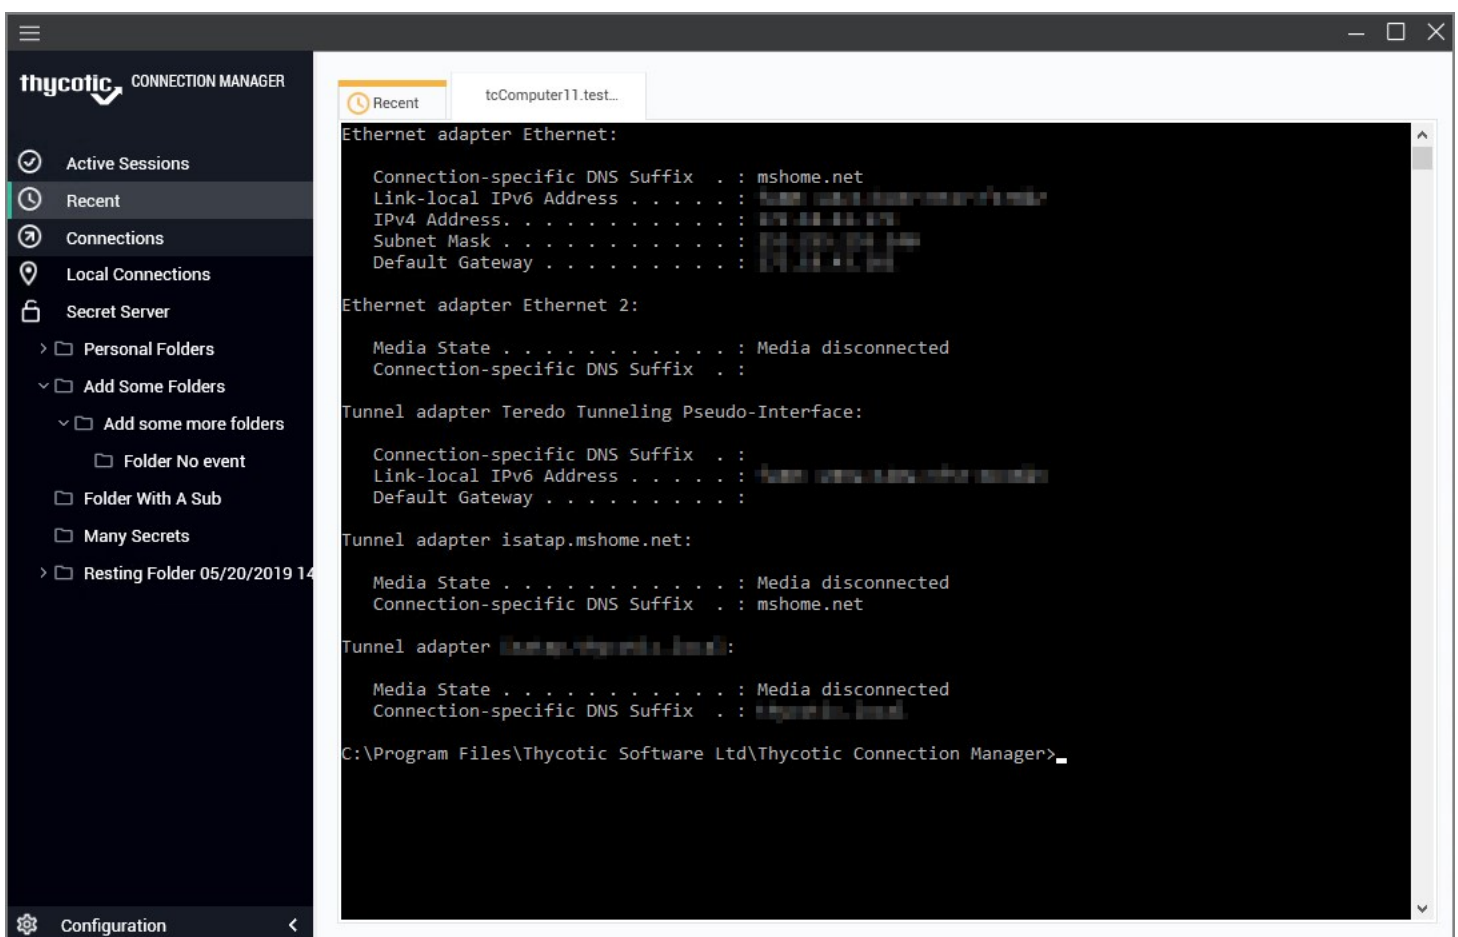 thycotic CONNECTION MANAGER
Active Sessions
Recent
Connections
Local Connections
Secret Server
Personal Folders
Add Some Folders
Add some more folders
Folder No event
Folder With A Sub
Many Secrets
Resting Folder 05/20/2019 14
Configuration
Recent
tcComputer11.test...
Ethernet adapter Ethernet:
Connection-specific DNS Suffix . : mshome.net
Link-local IPv6 Address . . . . . :
IPv4 Address. . . . . . . . . . . :
Subnet Mask . . . . . . . . . . . :
Default Gateway . . . . . . . . . :
Ethernet adapter Ethernet 2:
Media State . . . . . . . . . . . : Media disconnected
Connection-specific DNS Suffix . :
Tunnel adapter Teredo Tunneling Pseudo-Interface:
Connection-specific DNS Suffix . :
Link-local IPv6 Address . . . . . :
Default Gateway . . . . . . . . . :
Tunnel adapter isatap.mshome.net:
Media State . . . . . . . . . . . : Media disconnected
Connection-specific DNS Suffix . : mshome.net
Tunnel adapter :
Media State . . . . . . . . . . . : Media disconnected
Connection-specific DNS Suffix . :
C:\Program Files\Thycotic Software Ltd\Thycotic Connection Manager>